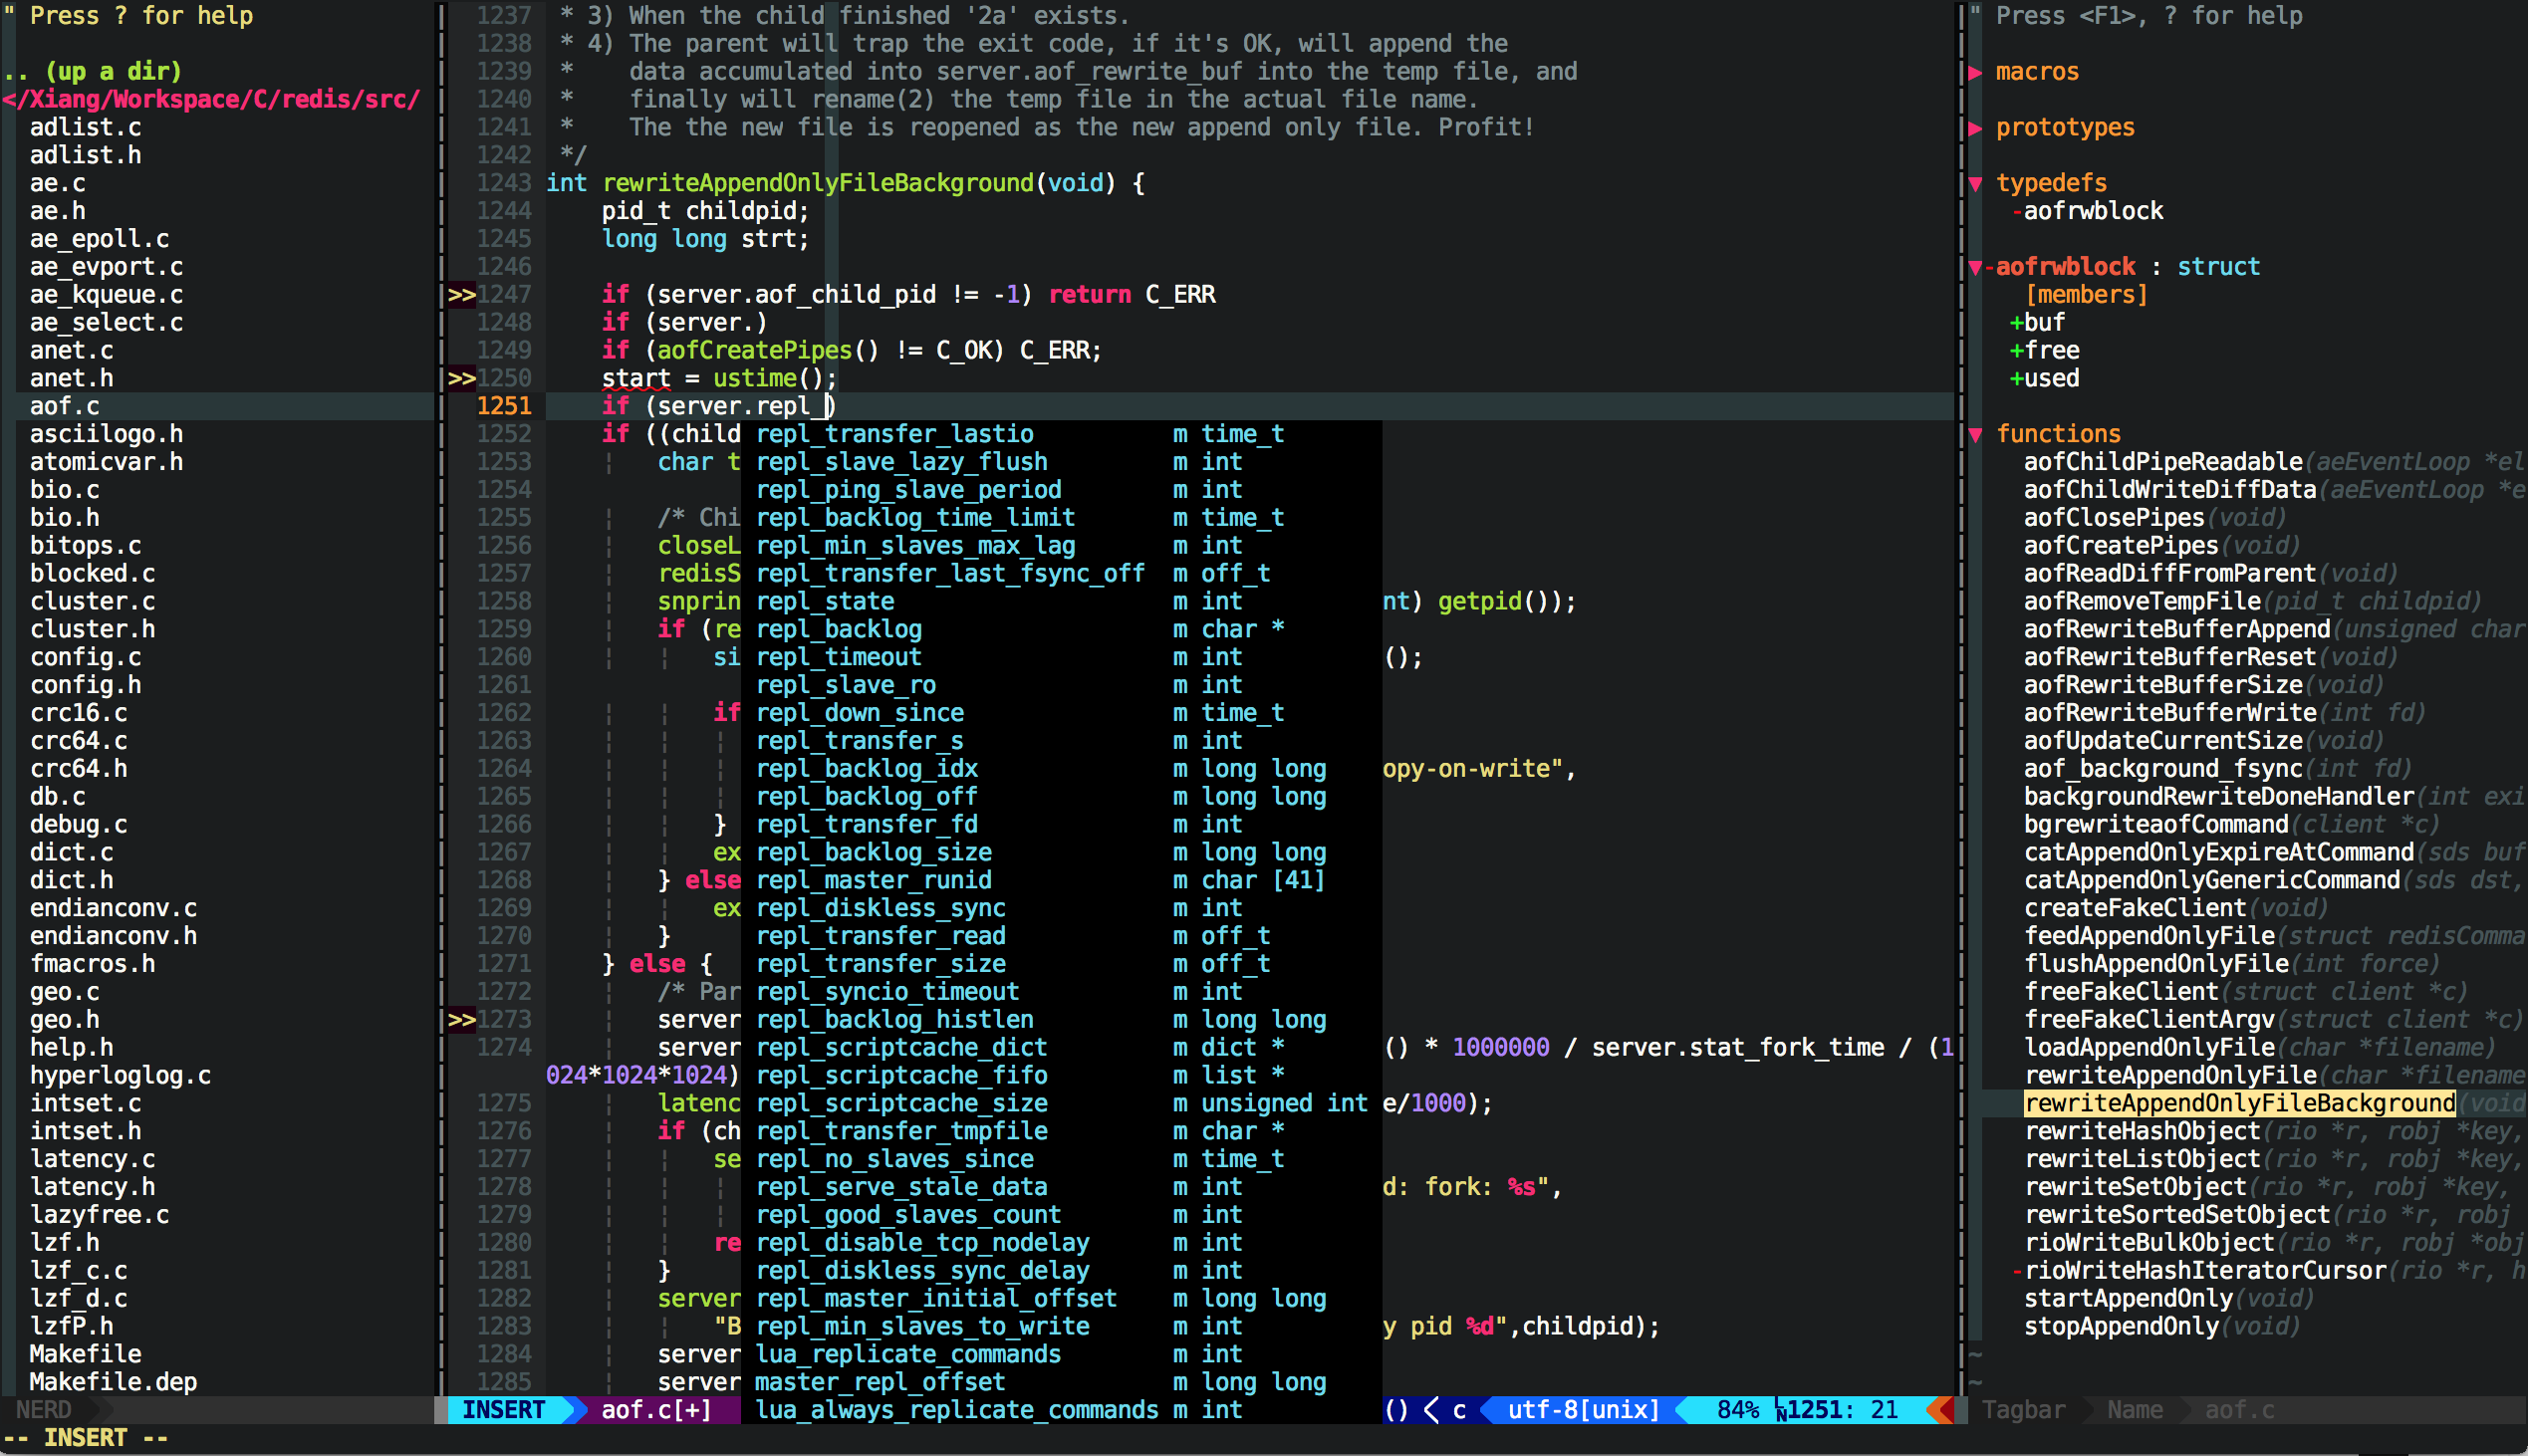 " Press ? for help
.. (up a dir)
</Xiang/Workspace/C/redis/src/
adlist.c
adlist.h
ae.c
ae.h
ae_epoll.c
ae_evport.c
ae_kqueue.c
ae_select.c
anet.c
anet.h
aof.c
asciilogo.h
atomicvar.h
bio.c
bio.h
bitops.c
blocked.c
cluster.c
cluster.h
config.c
config.h
crc16.c
crc64.c
crc64.h
db.c
debug.c
dict.c
dict.h
endianconv.c
endianconv.h
fmacros.h
geo.c
geo.h
help.h
hyperloglog.c
intset.c
intset.h
latency.c
latency.h
lazyfree.c
lzf.h
lzf_c.c
lzf_d.c
lzfP.h
Makefile
Makefile.dep
NERD
1237 * 3) When the child finished '2a' exists.
1238 * 4) The parent will trap the exit code, if it's OK, will append the
1239 *    data accumulated into server.aof_rewrite_buf into the temp file, and
1240 *    finally will rename(2) the temp file in the actual file name.
1241 *    The the new file is reopened as the new append only file. Profit!
1242 */
1243 int rewriteAppendOnlyFileBackground(void) {
1244 pid_t childpid;
1245 long long strt;
1246
>>1247 if (server.aof_child_pid != -1) return C_ERR
1248 if (server.)
1249 if (aofCreatePipes() != C_OK) C_ERR;
>>1250 start = ustime();
1251 if (server.repl_)
1252 if ((child
1253 char t
1254
1255 /* Chi
1256 closeL
1257 redisS
1258 snprin nt) getpid());
1259 if (re
1260 si ();
1261
1262 if
1263
1264 opy-on-write",
1265
1266 }
1267 ex
1268 } else
1269 ex
1270 }
1271 } else {
1272 /* Par
>>1273 server
1274 server () * 1000000 / server.stat_fork_time / (1
024*1024*1024)
1275 latenc e/1000);
1276 if (ch
1277 se
1278 d: fork: %s",
1279
1280 re
1281 }
1282 server
1283 "B y pid %d",childpid);
1284 server
1285 server
repl_transfer_lastio m time_t
repl_slave_lazy_flush m int
repl_ping_slave_period m int
repl_backlog_time_limit m time_t
repl_min_slaves_max_lag m int
repl_transfer_last_fsync_off m off_t
repl_state m int
repl_backlog m char *
repl_timeout m int
repl_slave_ro m int
repl_down_since m time_t
repl_transfer_s m int
repl_backlog_idx m long long
repl_backlog_off m long long
repl_transfer_fd m int
repl_backlog_size m long long
repl_master_runid m char [41]
repl_diskless_sync m int
repl_transfer_read m off_t
repl_transfer_size m off_t
repl_syncio_timeout m int
repl_backlog_histlen m long long
repl_scriptcache_dict m dict *
repl_scriptcache_fifo m list *
repl_scriptcache_size m unsigned int
repl_transfer_tmpfile m char *
repl_no_slaves_since m time_t
repl_serve_stale_data m int
repl_good_slaves_count m int
repl_disable_tcp_nodelay m int
repl_diskless_sync_delay m int
repl_master_initial_offset m long long
repl_min_slaves_to_write m int
lua_replicate_commands m int
master_repl_offset m long long
lua_always_replicate_commands m int
INSERT aof.c[+] () < c utf-8[unix] 84% 1251: 21
-- INSERT --
" Press <F1>, ? for help
▶ macros
▶ prototypes
▼ typedefs
-aofrwblock
▼-aofrwblock : struct
[members]
+buf
+free
+used
▼ functions
aofChildPipeReadable(aeEventLoop *el
aofChildWriteDiffData(aeEventLoop *e
aofClosePipes(void)
aofCreatePipes(void)
aofReadDiffFromParent(void)
aofRemoveTempFile(pid_t childpid)
aofRewriteBufferAppend(unsigned char
aofRewriteBufferReset(void)
aofRewriteBufferSize(void)
aofRewriteBufferWrite(int fd)
aofUpdateCurrentSize(void)
aof_background_fsync(int fd)
backgroundRewriteDoneHandler(int exi
bgrewriteaofCommand(client *c)
catAppendOnlyExpireAtCommand(sds buf
catAppendOnlyGenericCommand(sds dst,
createFakeClient(void)
feedAppendOnlyFile(struct redisComma
flushAppendOnlyFile(int force)
freeFakeClient(struct client *c)
freeFakeClientArgv(struct client *c)
loadAppendOnlyFile(char *filename)
rewriteAppendOnlyFile(char *filename
rewriteAppendOnlyFileBackground(void
rewriteHashObject(rio *r, robj *key,
rewriteListObject(rio *r, robj *key,
rewriteSetObject(rio *r, robj *key,
rewriteSortedSetObject(rio *r, robj
rioWriteBulkObject(rio *r, robj *obj
-rioWriteHashIteratorCursor(rio *r, h
startAppendOnly(void)
stopAppendOnly(void)
~
~
Tagbar Name aof.c